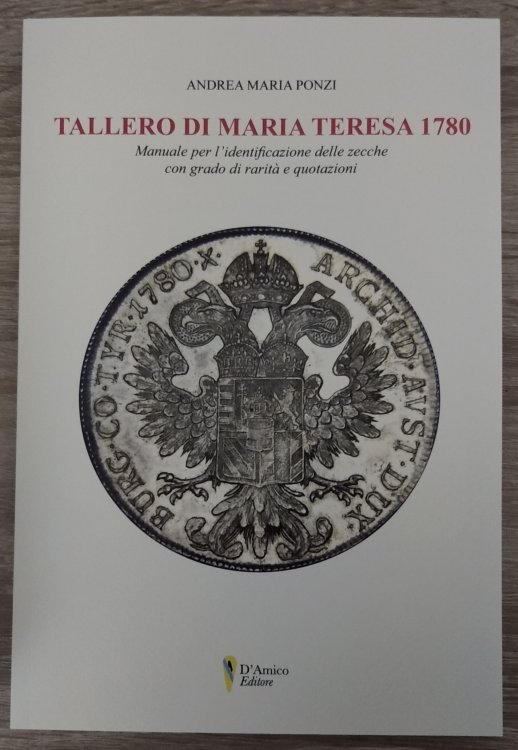 ANDREA MARIA PONZI
TALLERO DI MARIA TERESA 1780
Manuale per l'identificazione delle zecche
con grado di rarità e quotazioni
ARCHID · AVST · DUX
BURG · CO · TYR · 1780 · X ·
D'Amico
Editore